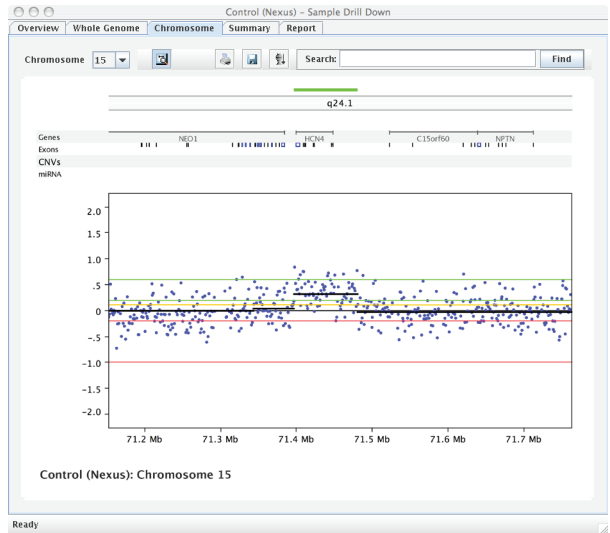 Control (Nexus) – Sample Drill Down
Overview Whole Genome Chromosome Summary Report
Chromosome 15 Search: Find
q24.1
Genes NEO1 HCN4 C15orf60 NPTN
Exons
CNVs
miRNA
2.0
1.5
1.0
.5
0
-.5
-1.0
-1.5
-2.0
71.2 Mb 71.3 Mb 71.4 Mb 71.5 Mb 71.6 Mb 71.7 Mb
Control (Nexus): Chromosome 15
Ready